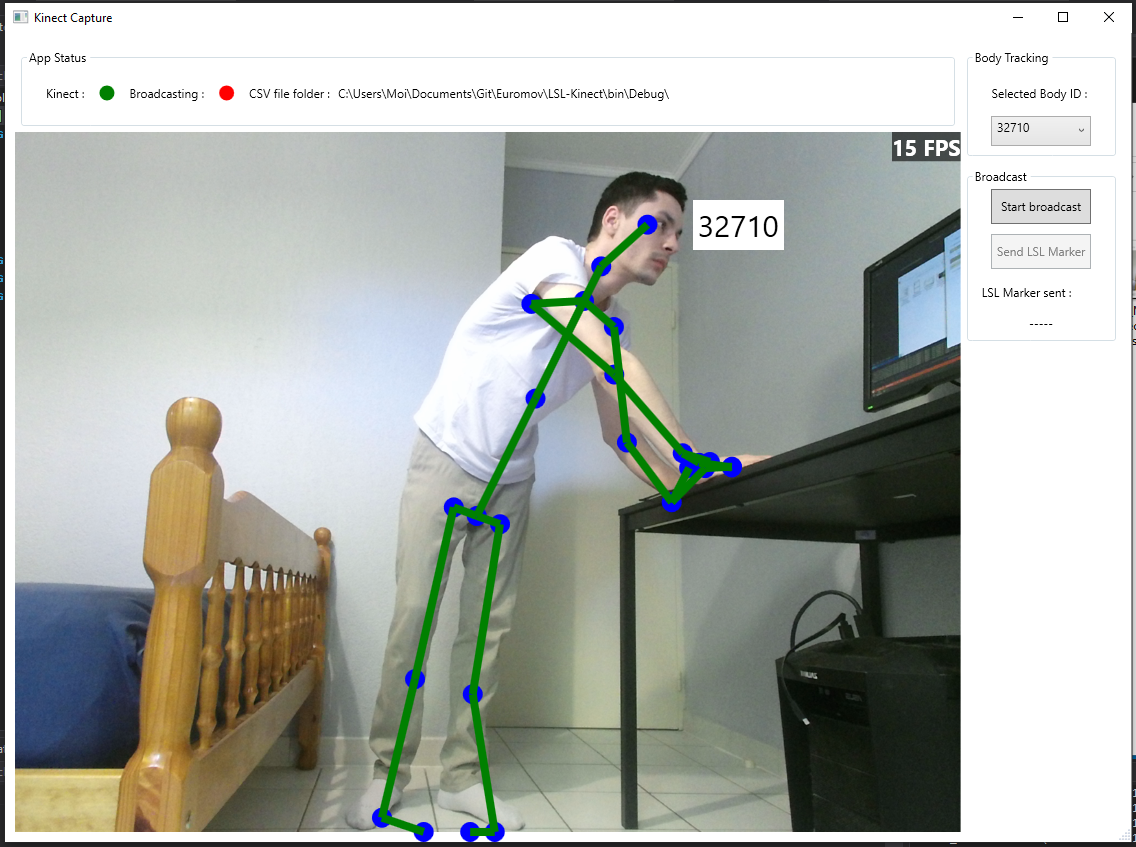 Kinect Capture
App Status
Kinect :
Broadcasting :
CSV file folder : C:\Users\Moi\Documents\Git\Euromov\LSL-Kinect\bin\Debug\
15 FPS
32710
Body Tracking
Selected Body ID :
32710
Broadcast
Start broadcast
Send LSL Marker
LSL Marker sent :
-----